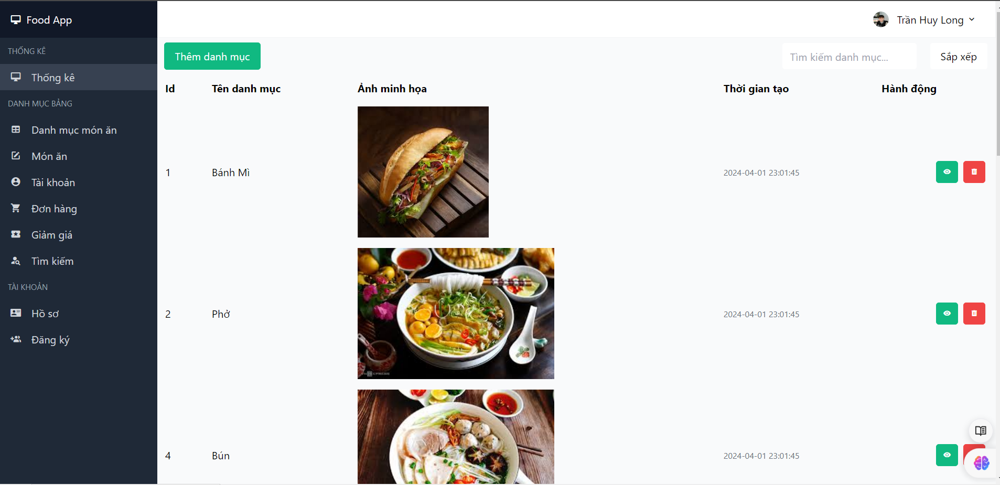 Food App
Trần Huy Long
THỐNG KÊ
Thống kê
DANH MỤC BẢNG
Danh mục món ăn
Món ăn
Tài khoản
Đơn hàng
Giảm giá
Tìm kiếm
TÀI KHOẢN
Hồ sơ
Đăng ký
Thêm danh mục
Tìm kiếm danh mục...
Sắp xếp
Id Tên danh mục Ảnh minh họa Thời gian tạo Hành động
1 Bánh Mì 2024-04-01 23:01:45
2 Phở 2024-04-01 23:01:45
4 Bún 2024-04-01 23:01:45